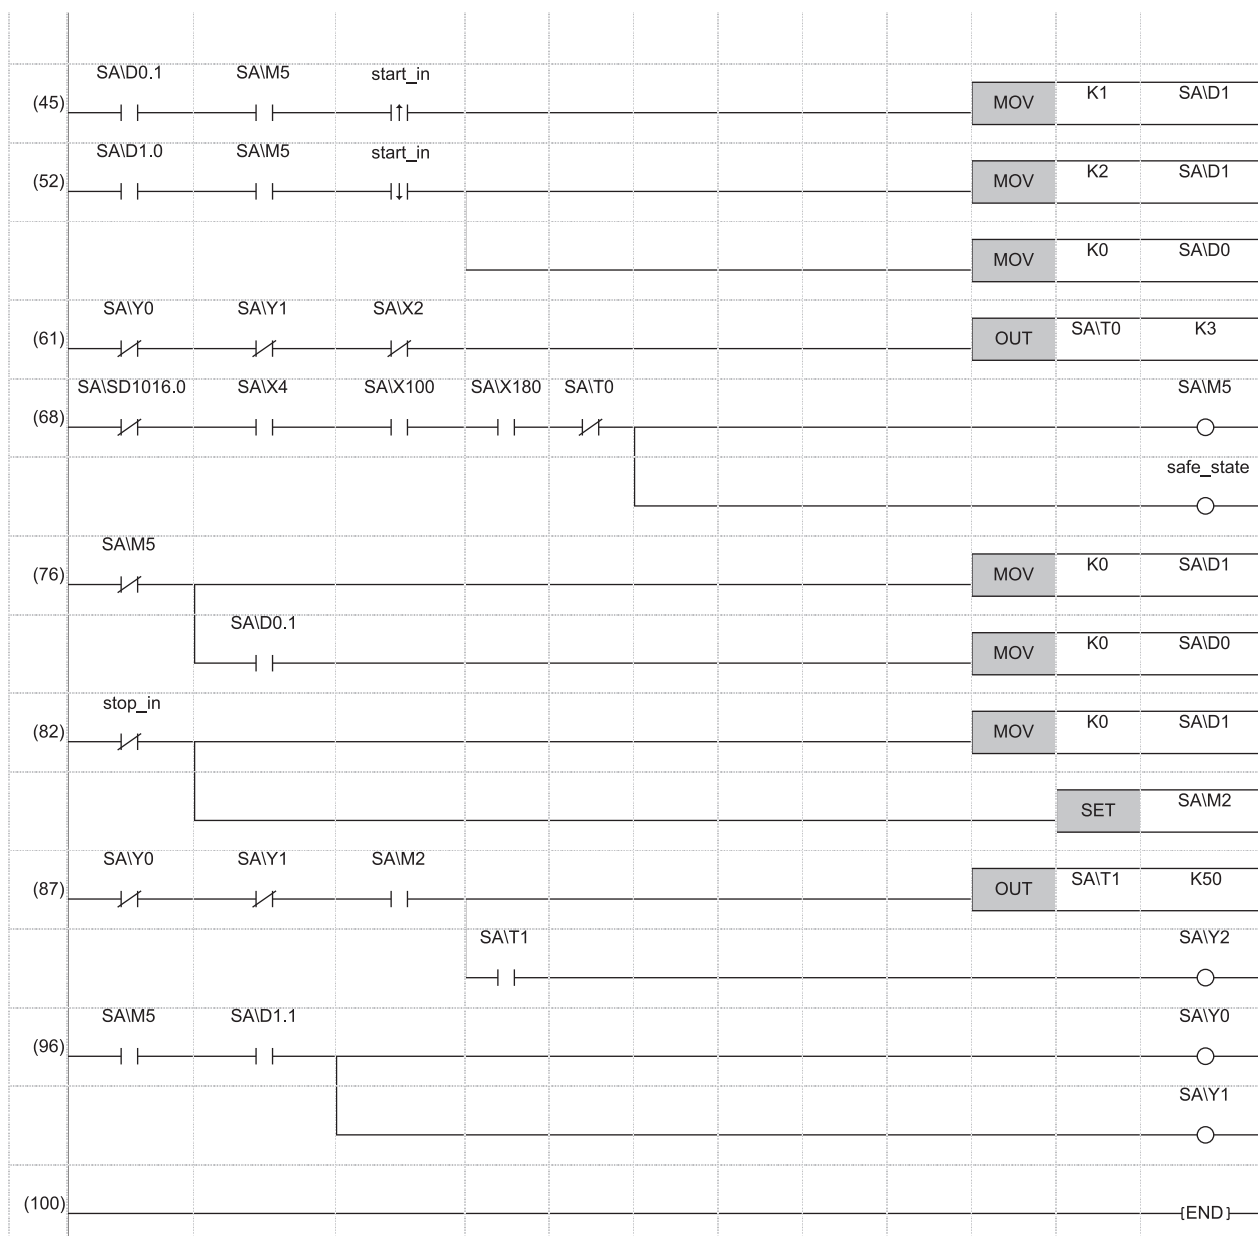 SA\D0.1 SA\M5 start_in
(45) MOV K1 SA\D1
SA\D1.0 SA\M5 start_in
(52) MOV K2 SA\D1
MOV K0 SA\D0
SA\Y0 SA\Y1 SA\X2
(61) OUT SA\T0 K3
SA\SD1016.0 SA\X4 SA\X100 SA\X180 SA\T0 SA\M5
(68)
safe_state
SA\M5
(76) MOV K0 SA\D1
SA\D0.1
MOV K0 SA\D0
stop_in
(82) MOV K0 SA\D1
SET SA\M2
SA\Y0 SA\Y1 SA\M2
(87) OUT SA\T1 K50
SA\T1 SA\Y2
SA\M5 SA\D1.1 SA\Y0
(96)
SA\Y1
(100) [END]